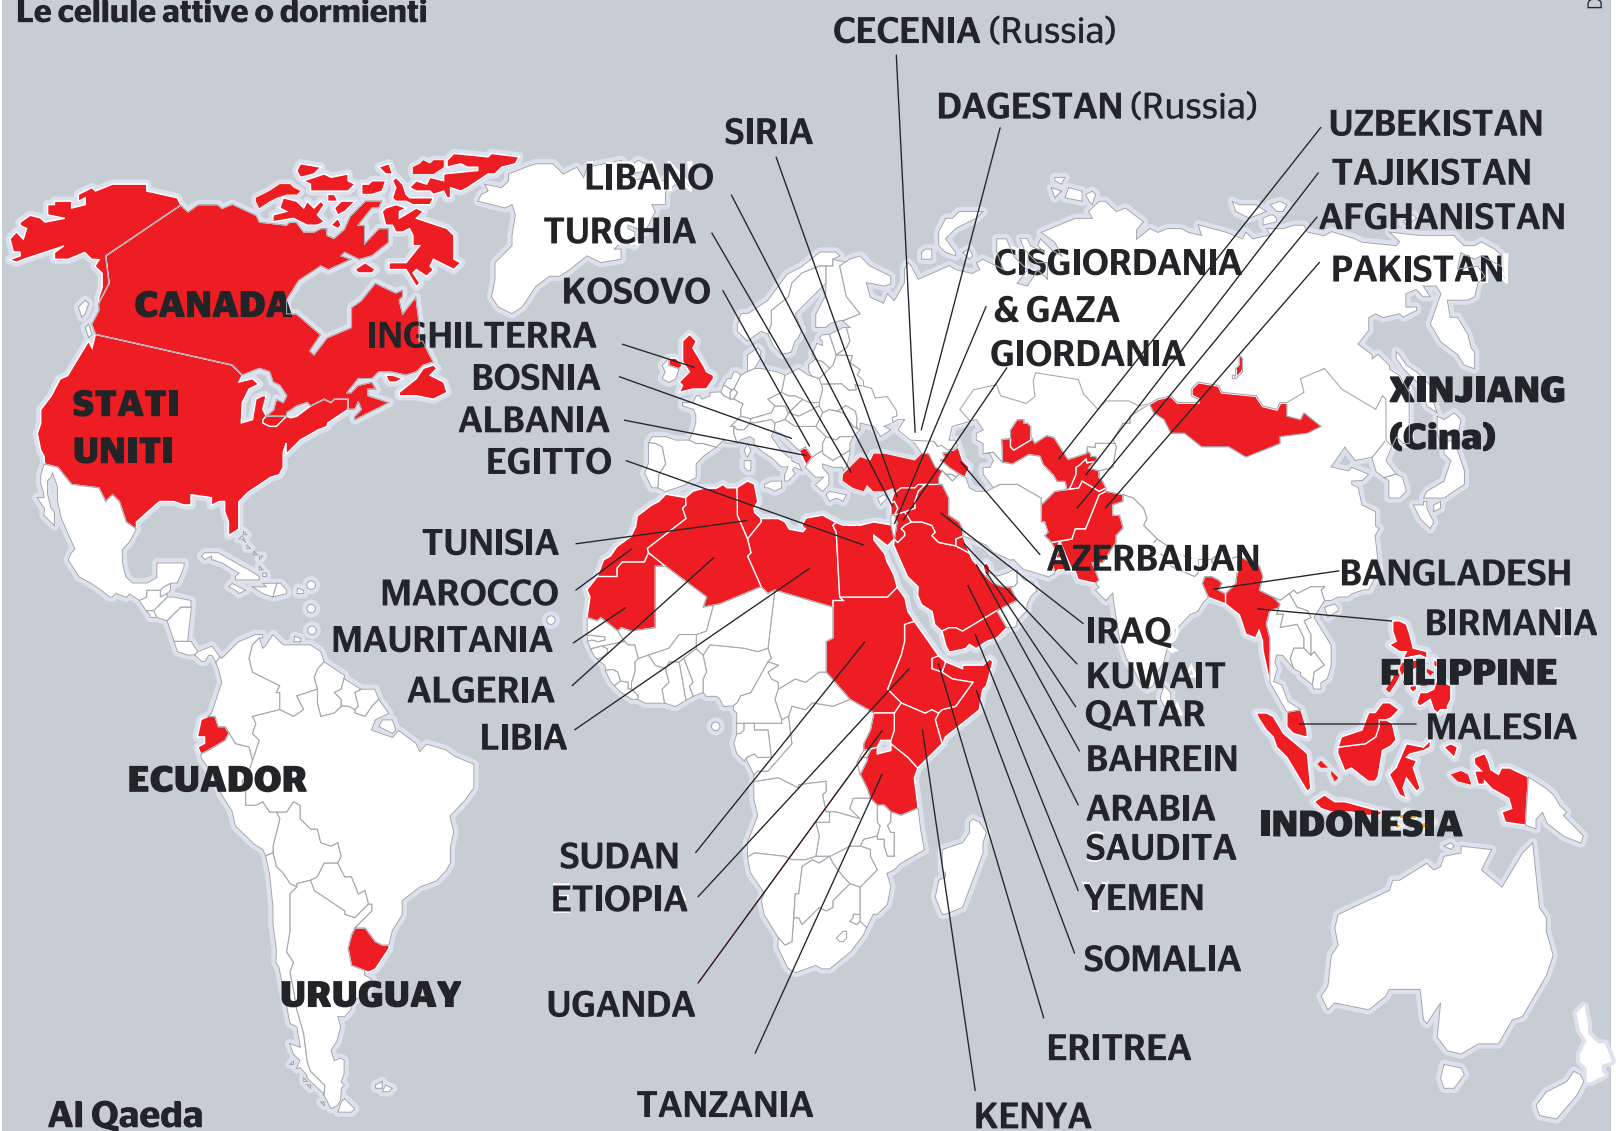 Le cellule attive o dormienti
CECENIA (Russia)
DAGESTAN (Russia)
SIRIA
UZBEKISTAN
TAJIKISTAN
AFGHANISTAN
PAKISTAN
LIBANO
TURCHIA
KOSOVO
CISGIORDANIA
& GAZA
GIORDANIA
CANADA
INGHILTERRA
BOSNIA
ALBANIA
EGITTO
STATI
UNITI
XINJIANG
(Cina)
TUNISIA
MAROCCO
MAURITANIA
ALGERIA
LIBIA
AZERBAIJAN
BANGLADESH
BIRMANIA
FILIPPINE
MALESIA
INDONESIA
IRAQ
KUWAIT
QATAR
BAHREIN
ARABIA
SAUDITA
YEMEN
SOMALIA
ECUADOR
URUGUAY
SUDAN
ETIOPIA
UGANDA
TANZANIA
ERITREA
KENYA
Al Qaeda